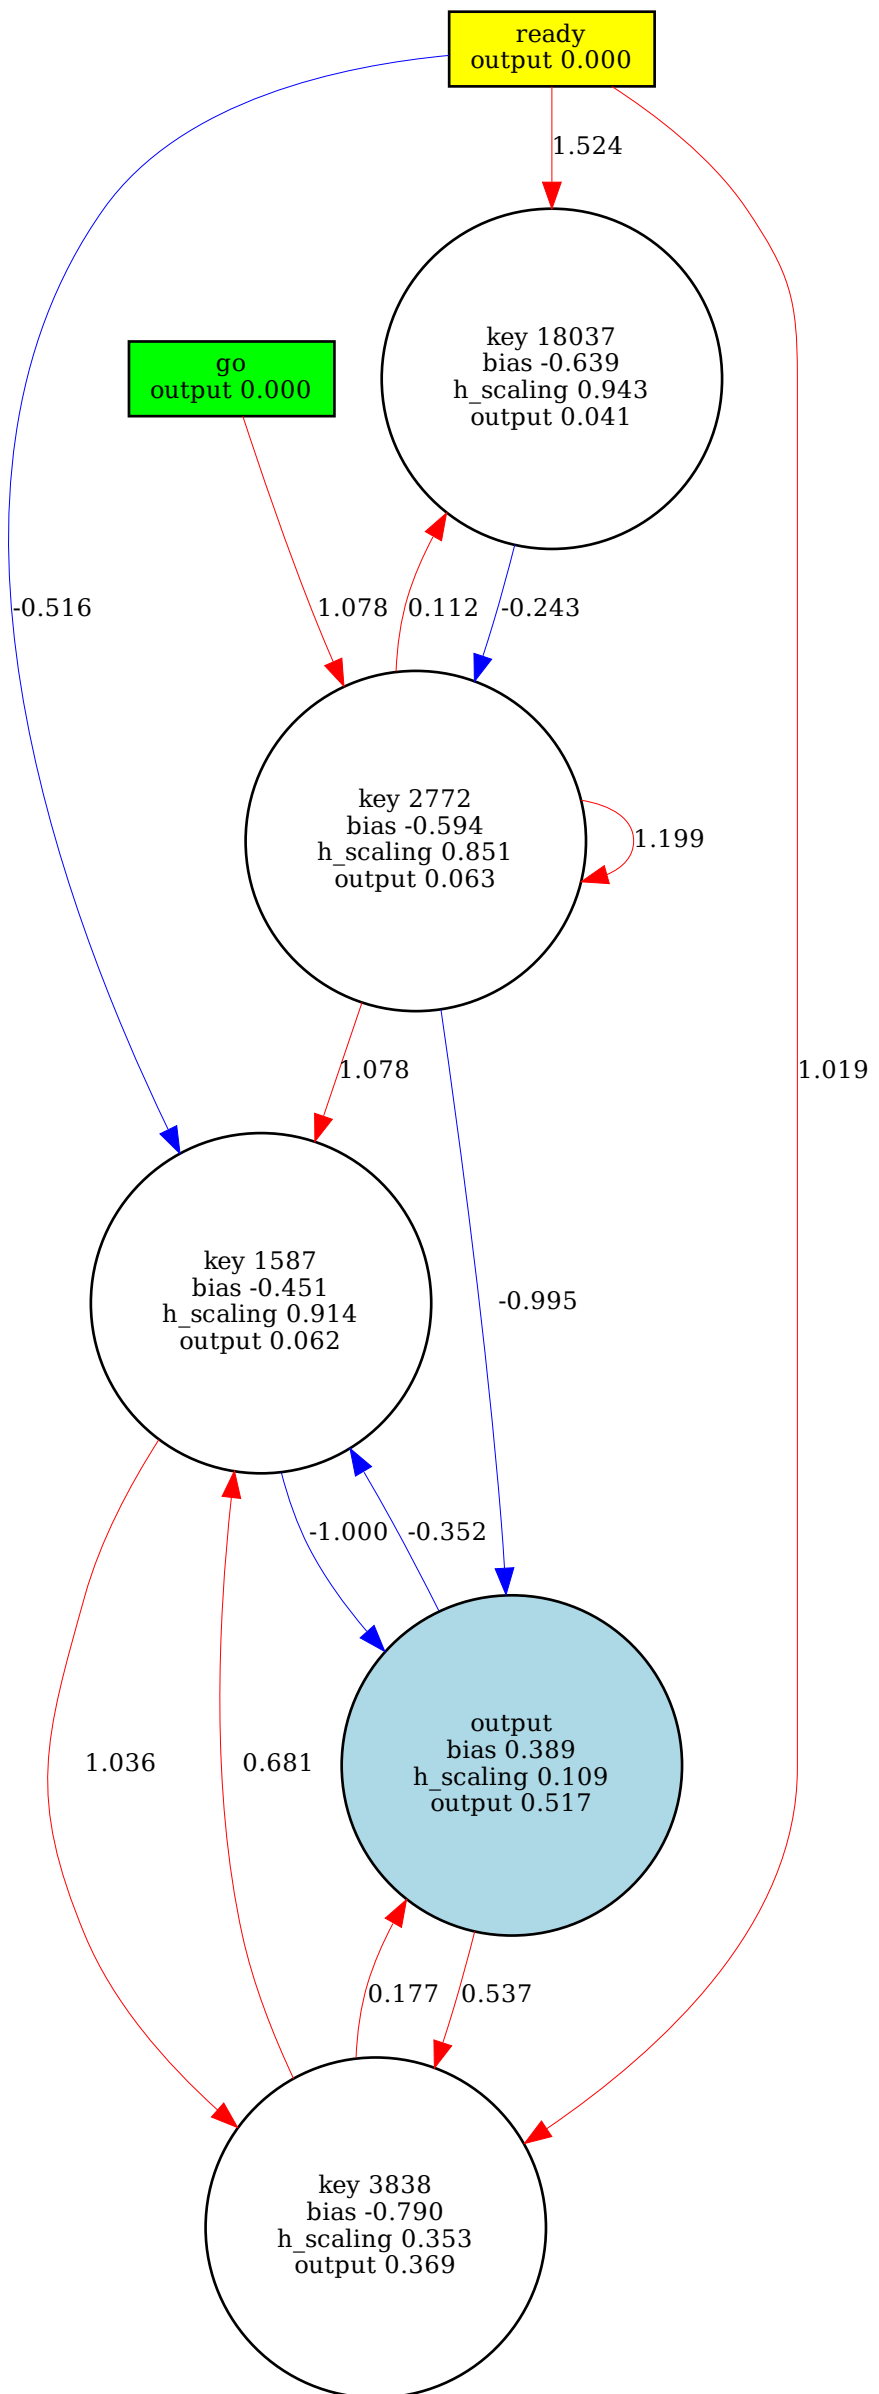 ready
output 0.000
1.524
key 18037
bias -0.639
h_scaling 0.943
output 0.041
go
output 0.000
-0.516
1.078
0.112
-0.243
key 2772
bias -0.594
h_scaling 0.851
output 0.063
1.199
1.078
1.019
key 1587
bias -0.451
h_scaling 0.914
output 0.062
-0.995
-1.000
-0.352
output
bias 0.389
h_scaling 0.109
output 0.517
1.036
0.681
0.177
0.537
key 3838
bias -0.790
h_scaling 0.353
output 0.369